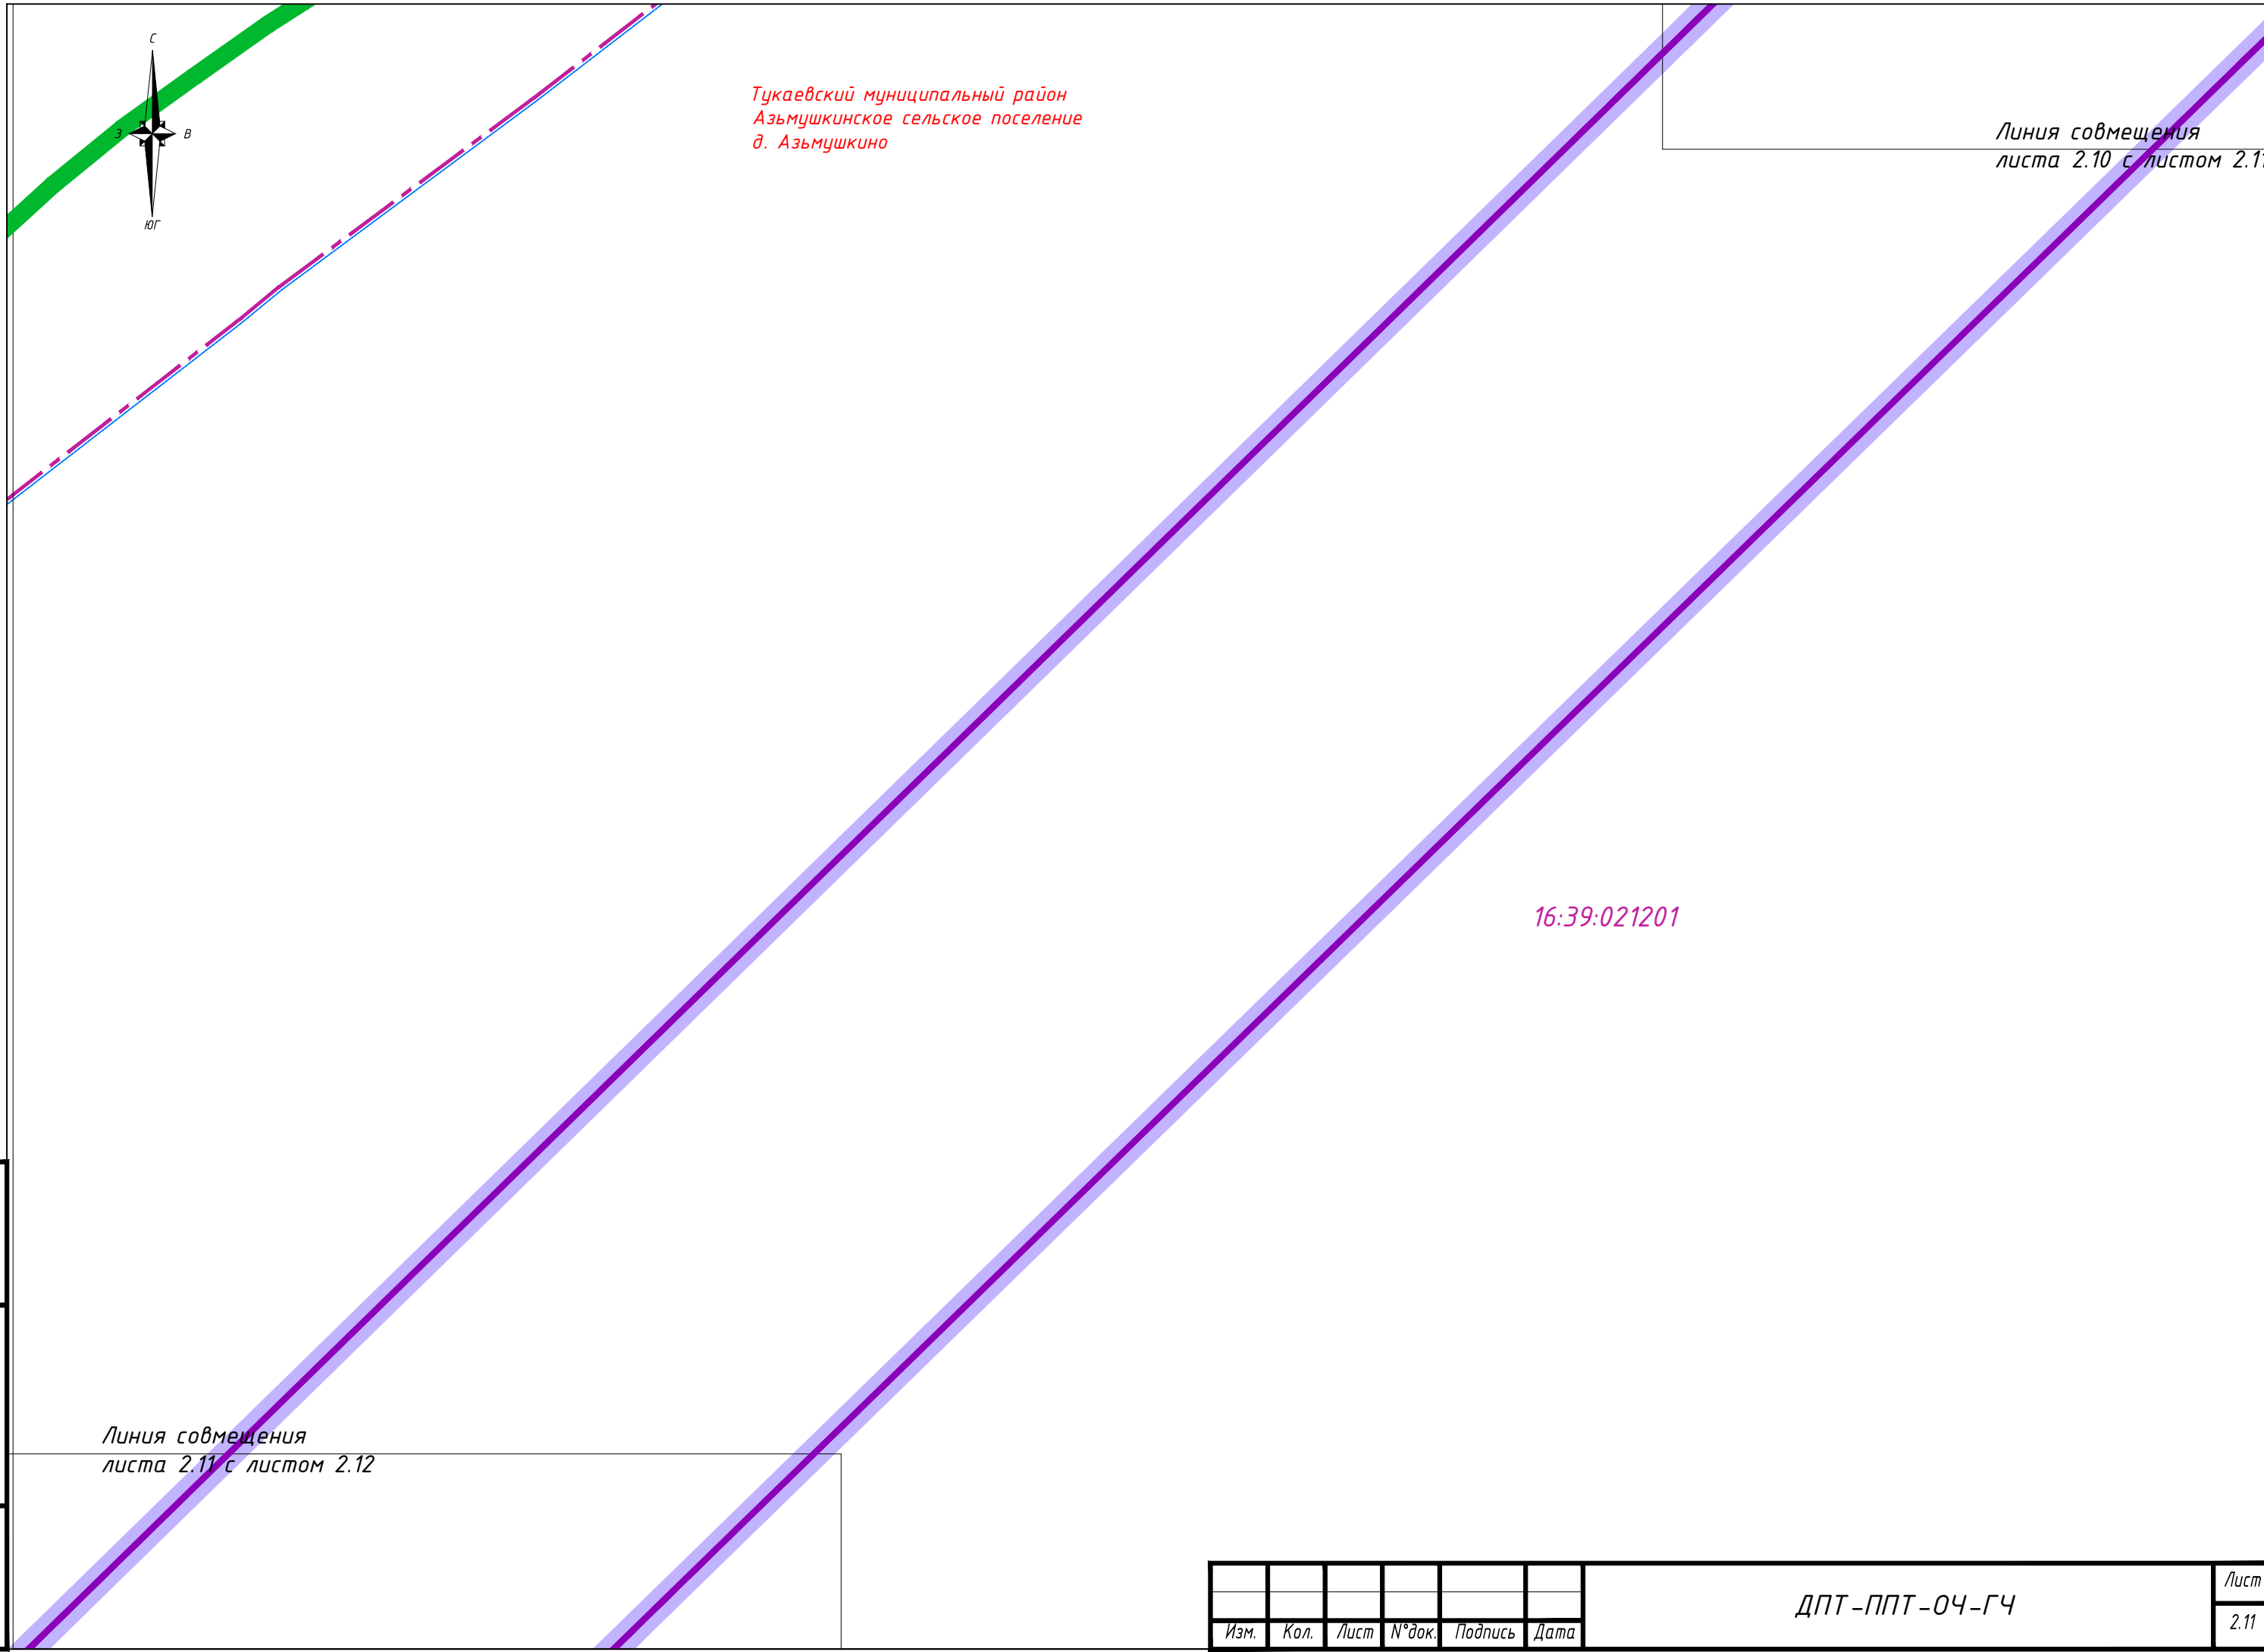 С
З
В
ЮГ
Тукаевский муниципальный район
Азьмушкинское сельское поселение
д. Азьмушкино
Линия совмещения
листа 2.10 с листом 2.11
16:39:021201
Линия совмещения
листа 2.11 с листом 2.12
Изм. Кол. Лист N°док. Подпись Дата
ДПТ-ППТ-ОЧ-ГЧ
Лист
2.11